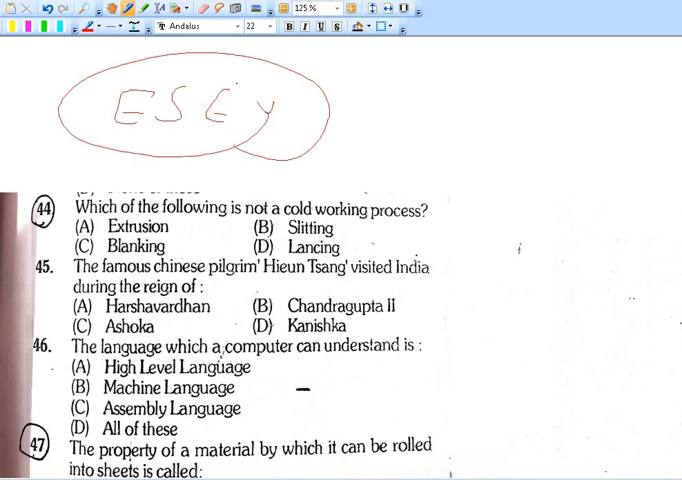 125 %
Andalus 22 B I U S
ESE
44 Which of the following is not a cold working process?
(A) Extrusion (B) Slitting
(C) Blanking (D) Lancing
45. The famous chinese pilgrim' Hieun Tsang' visited India
during the reign of :
(A) Harshavardhan (B) Chandragupta II
(C) Ashoka (D) Kanishka
46. The language which a computer can understand is :
(A) High Level Language
(B) Machine Language
(C) Assembly Language
(D) All of these
47 The property of a material by which it can be rolled
into sheets is called: